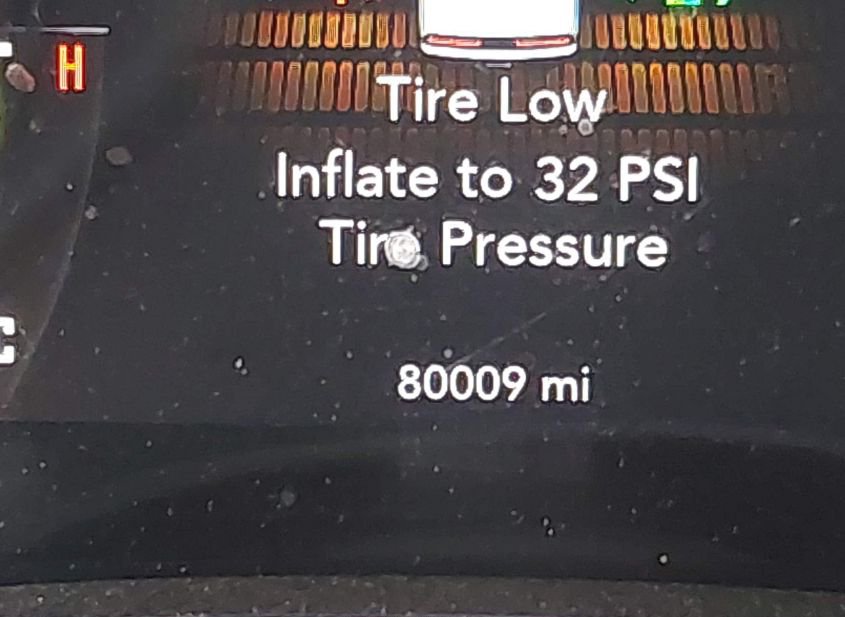 H
Tire Low
Inflate to 32 PSI
Tire Pressure
C
80009 mi